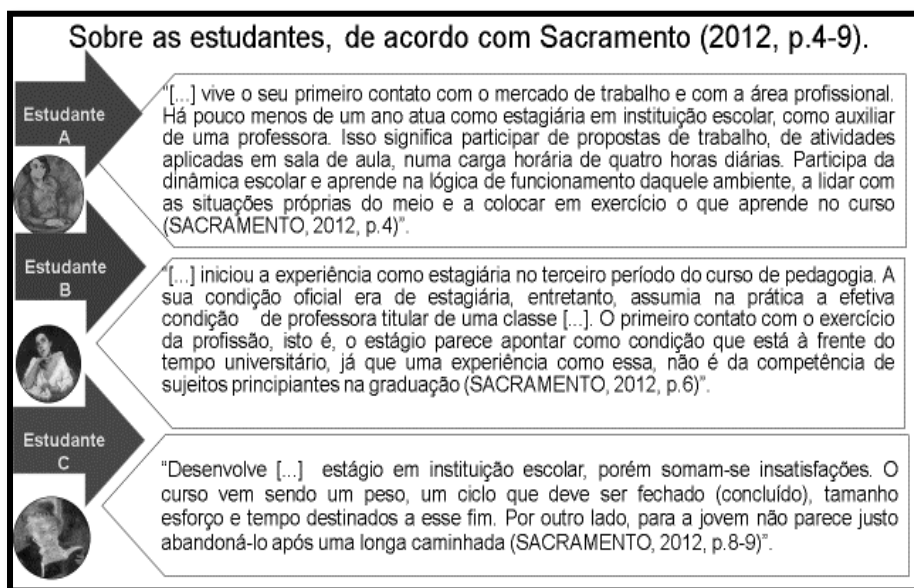 Sobre as estudantes, de acordo com Sacramento (2012, p.4-9).
Estudante
A
“[...] vive o seu primeiro contato com o mercado de trabalho e com a área profissional.
Há pouco menos de um ano atua como estagiária em instituição escolar, como auxiliar
de uma professora. Isso significa participar de propostas de trabalho, de atividades
aplicadas em sala de aula, numa carga horária de quatro horas diárias. Participa da
dinâmica escolar e aprende na lógica de funcionamento daquele ambiente, a lidar com
as situações próprias do meio e a colocar em exercício o que aprende no curso
(SACRAMENTO, 2012, p.4)”.
Estudante
B
“[...] iniciou a experiência como estagiária no terceiro período do curso de pedagogia. A
sua condição oficial era de estagiária, entretanto, assumia na prática a efetiva
condição de professora titular de uma classe [...]. O primeiro contato com o exercício
da profissão, isto é, o estágio parece apontar como condição que está à frente do
tempo universitário, já que uma experiência como essa, não é da competência de
sujeitos principiantes na graduação (SACRAMENTO, 2012, p.6)”.
Estudante
C
“Desenvolve [...] estágio em instituição escolar, porém somam-se insatisfações. O
curso vem sendo um peso, um ciclo que deve ser fechado (concluído), tamanho
esforço e tempo destinados a esse fim. Por outro lado, para a jovem não parece justo
abandoná-lo após uma longa caminhada (SACRAMENTO, 2012, p.8-9)”.